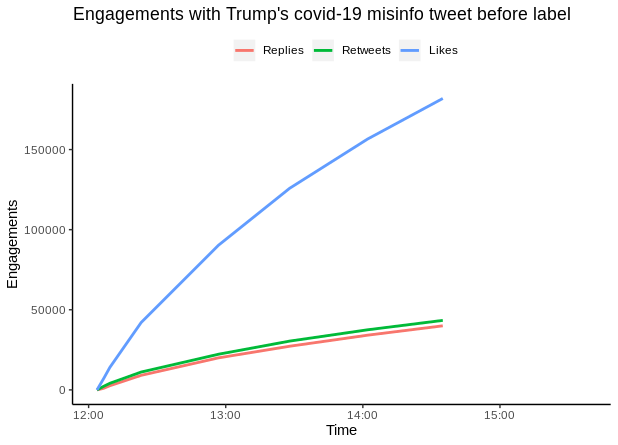 Engagements with Trump's covid-19 misinfo tweet before label
Replies Retweets Likes
Engagements
150000
100000
50000
0
12:00 13:00 14:00 15:00
Time